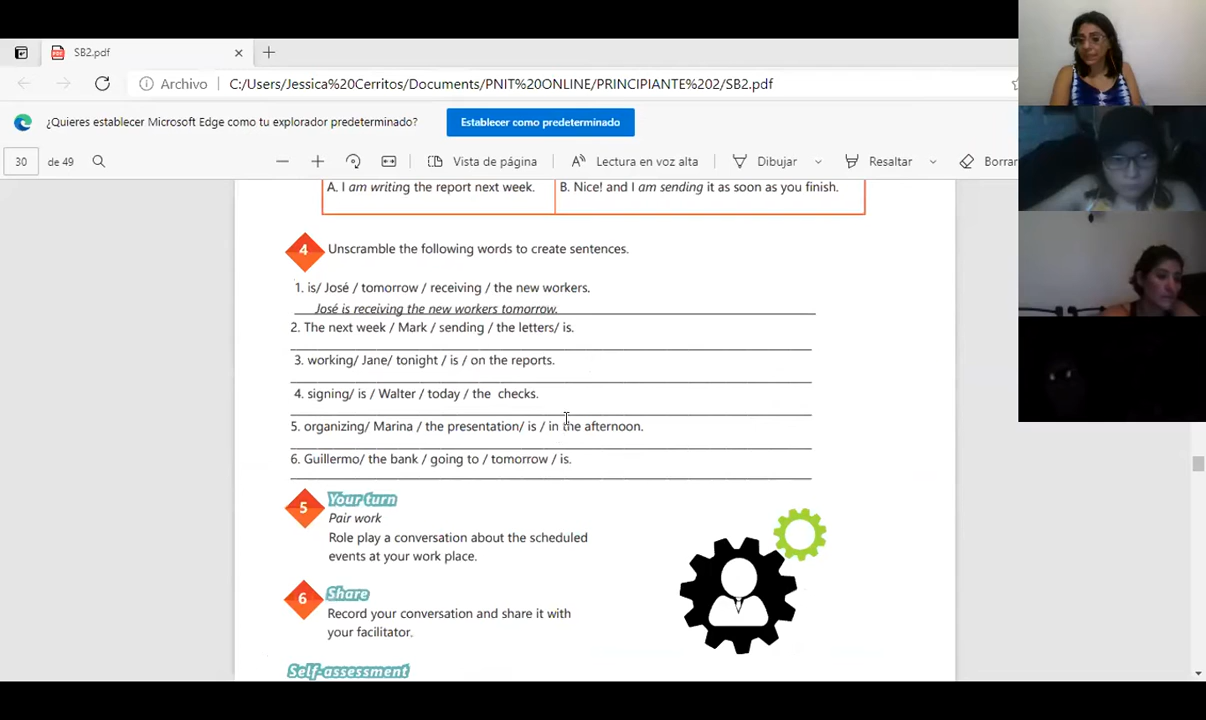 SB2.pdf
Archivo
C:/Users/Jessica%20Cerritos/Documents/PNIT%20ONLINE/PRINCIPIANTE%202/SB2.pdf
¿Quieres establecer Microsoft Edge como tu explorador predeterminado?
Establecer como predeterminado
30 de 49
Vista de página
Lectura en voz alta
Dibujar
Resaltar
Borrar
A. I am writing the report next week.
B. Nice! and I am sending it as soon as you finish.
4 Unscramble the following words to create sentences.
1. is/ José / tomorrow / receiving / the new workers.
José is receiving the new workers tomorrow.
2. The next week / Mark / sending / the letters/ is.
3. working/ Jane/ tonight / is / on the reports.
4. signing/ is / Walter / today / the checks.
5. organizing/ Marina / the presentation/ is / in the afternoon.
6. Guillermo/ the bank / going to / tomorrow / is.
5 Your turn
Pair work
Role play a conversation about the scheduled
events at your work place.
6 Share
Record your conversation and share it with
your facilitator.
Self-assessment